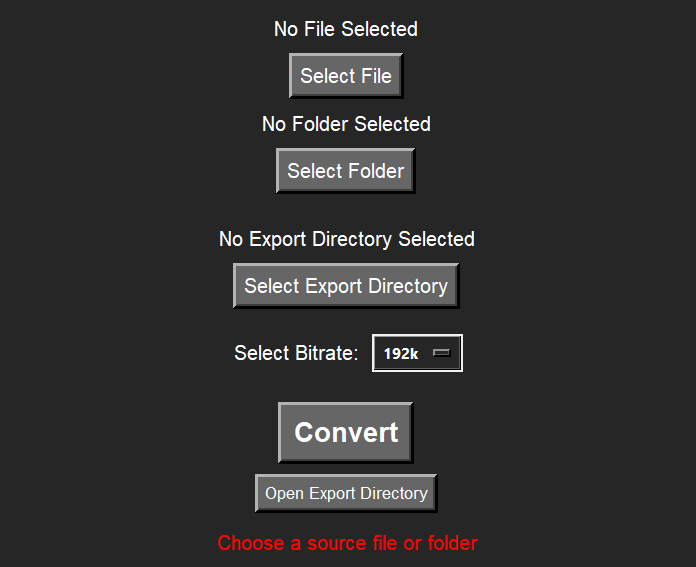 No File Selected
Select File
No Folder Selected
Select Folder
No Export Directory Selected
Select Export Directory
Select Bitrate: 192k
Convert
Open Export Directory
Choose a source file or folder